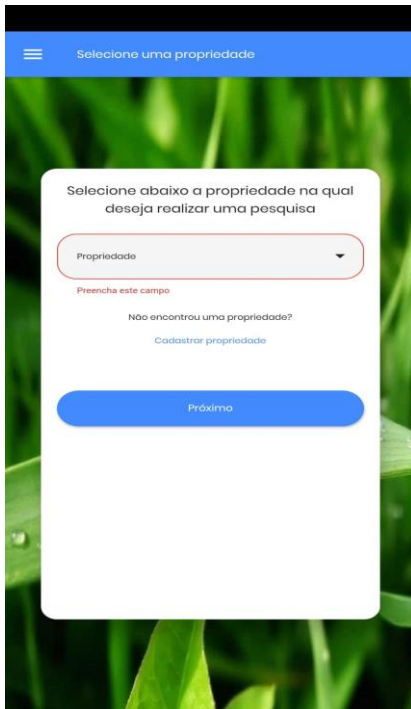 Selecione uma propriedade
Selecione abaixo a propriedade na qual
deseja realizar uma pesquisa
Propriedade
Preencha este campo
Não encontrou uma propriedade?
Cadastrar propriedade
Próximo